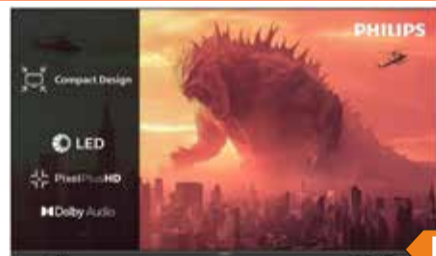 PHILIPS
Compact Design
LED
PixelPlusHD
Dolby Audio